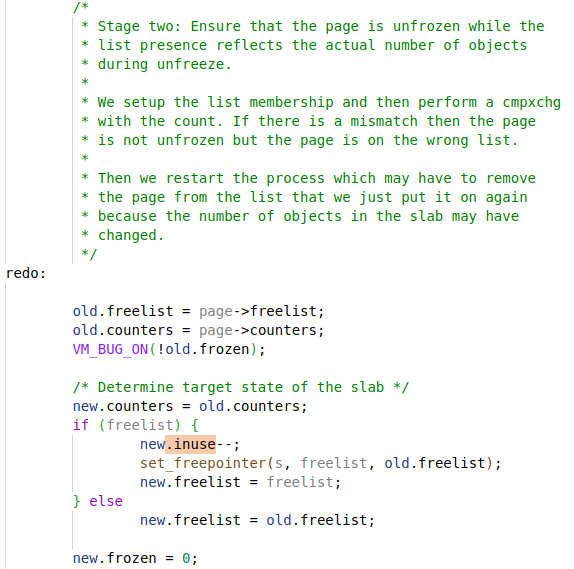 /*
* Stage two: Ensure that the page is unfrozen while the
* list presence reflects the actual number of objects
* during unfreeze.
*
* We setup the list membership and then perform a cmpxchg
* with the count. If there is a mismatch then the page
* is not unfrozen but the page is on the wrong list.
*
* Then we restart the process which may have to remove
* the page from the list that we just put it on again
* because the number of objects in the slab may have
* changed.
*/
redo:
old.freelist = page->freelist;
old.counters = page->counters;
VM_BUG_ON(!old.frozen);
/* Determine target state of the slab */
new.counters = old.counters;
if (freelist) {
new.inuse--;
set_freepointer(s, freelist, old.freelist);
new.freelist = freelist;
} else
new.freelist = old.freelist;
new.frozen = 0;